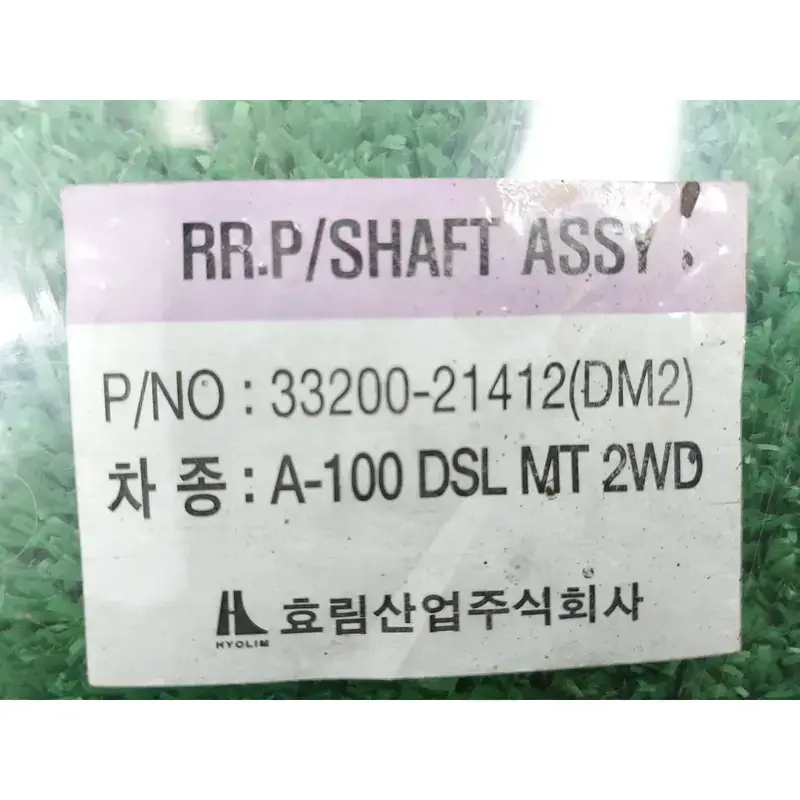 RR.P/SHAFT ASSY
P/NO : 33200-21412(DM2)
차 종 : A-100 DSL MT 2WD
HYOLIM 효림산업주식회사